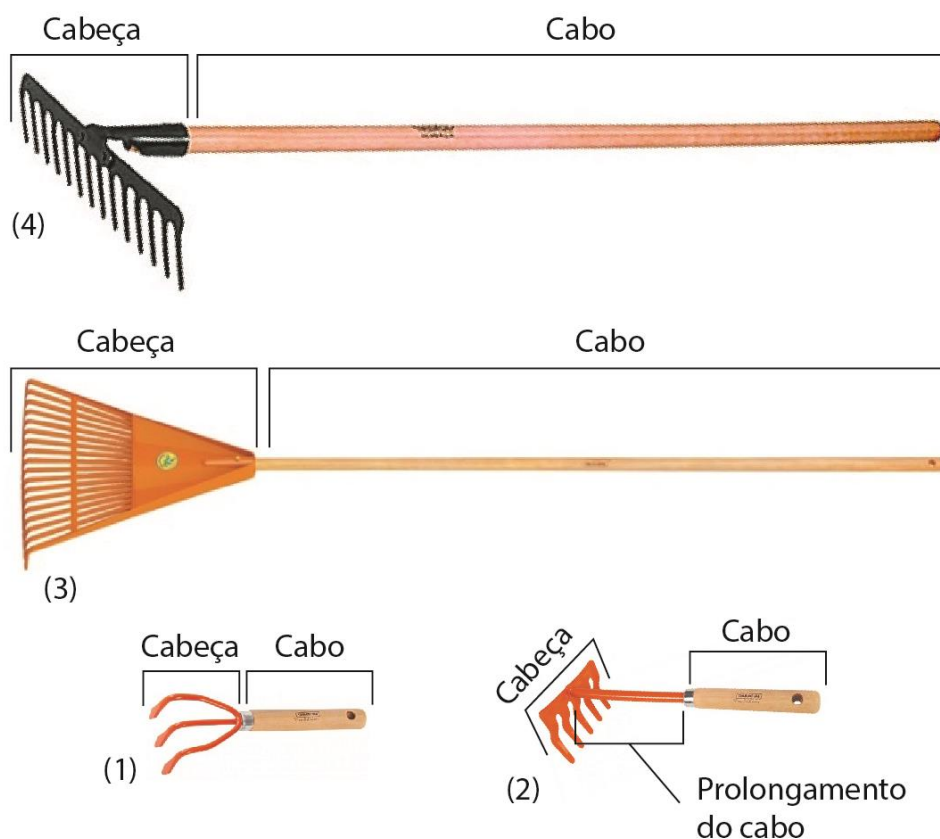 Cabeça Cabo
(4)
Cabeça Cabo
(3)
Cabeça Cabo
(1)
Cabeça
Cabo
(2)
Prolongamento
do cabo